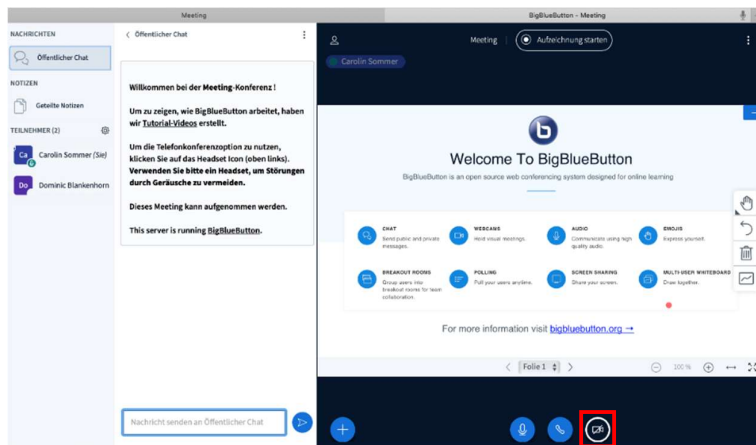 Meeting
BigBlueButton - Meeting
NACHRICHTEN
Öffentlicher Chat
NOTIZEN
Geteilte Notizen
TEILNEHMER (2)
Ca
Carolin Sommer (Sie)
Do
Dominic Blankenhorn
Öffentlicher Chat
Willkommen bei der Meeting-Konferenz !
Um zu zeigen, wie BigBlueButton arbeitet, haben
wir Tutorial-Videos erstellt.
Um die Telefonkonferenzoption zu nutzen,
klicken Sie auf das Headset Icon (oben links).
Verwenden Sie bitte ein Headset, um Störungen
durch Geräusche zu vermeiden.
Dieses Meeting kann aufgenommen werden.
This server is running BigBlueButton.
Nachricht senden an Öffentlicher Chat
Meeting
Aufzeichnung starten
Carolin Sommer
b
Welcome To BigBlueButton
BigBlueButton is an open source web conferencing system designed for online learning
CHAT
Send public and private
messages.
WEBCAMS
Hold visual meetings.
AUDIO
Communicate using high
quality audio.
EMOJIS
Express yourself.
BREAKOUT ROOMS
Group users into
breakout rooms for team
collaboration.
POLLING
Poll your users anytime.
SCREEN SHARING
Share your screen.
MULTI-USER WHITEBOARD
Draw together.
For more information visit bigbluebutton.org →
Folie 1
100 %